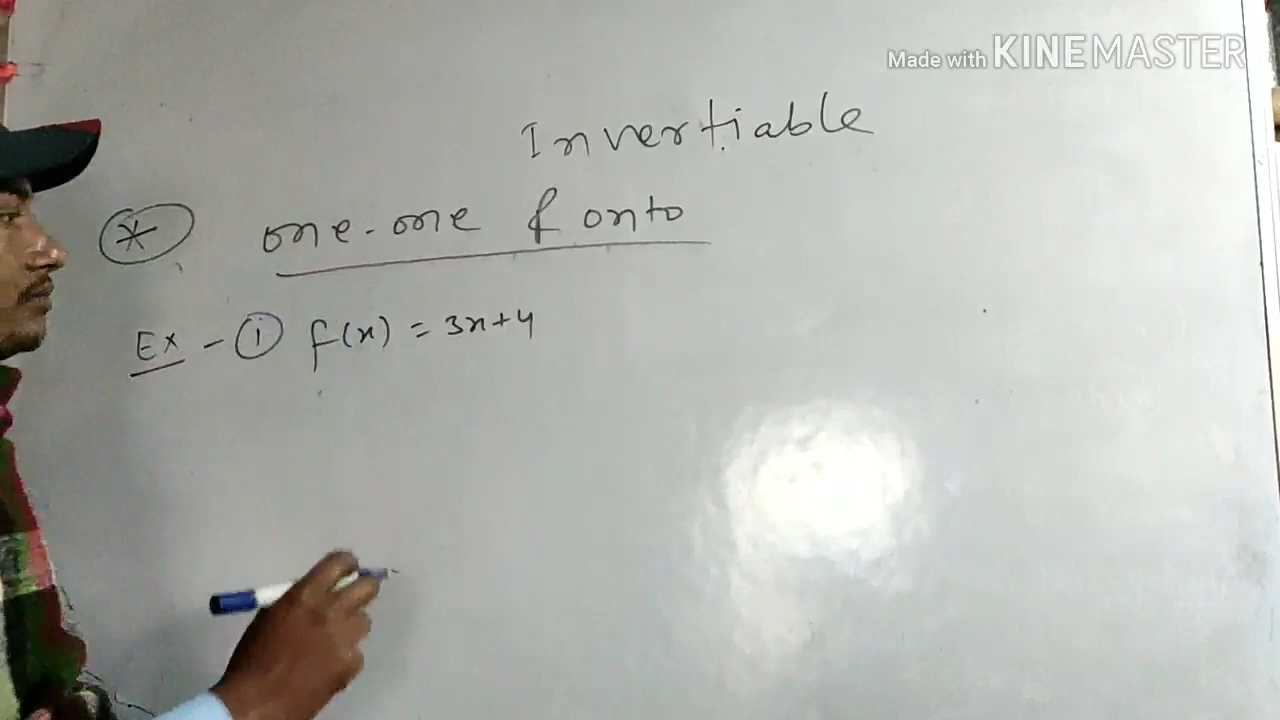 Made with KINEMASTER
Invertiable
* one-one & onto
Ex - ① f(x) = 3x+4